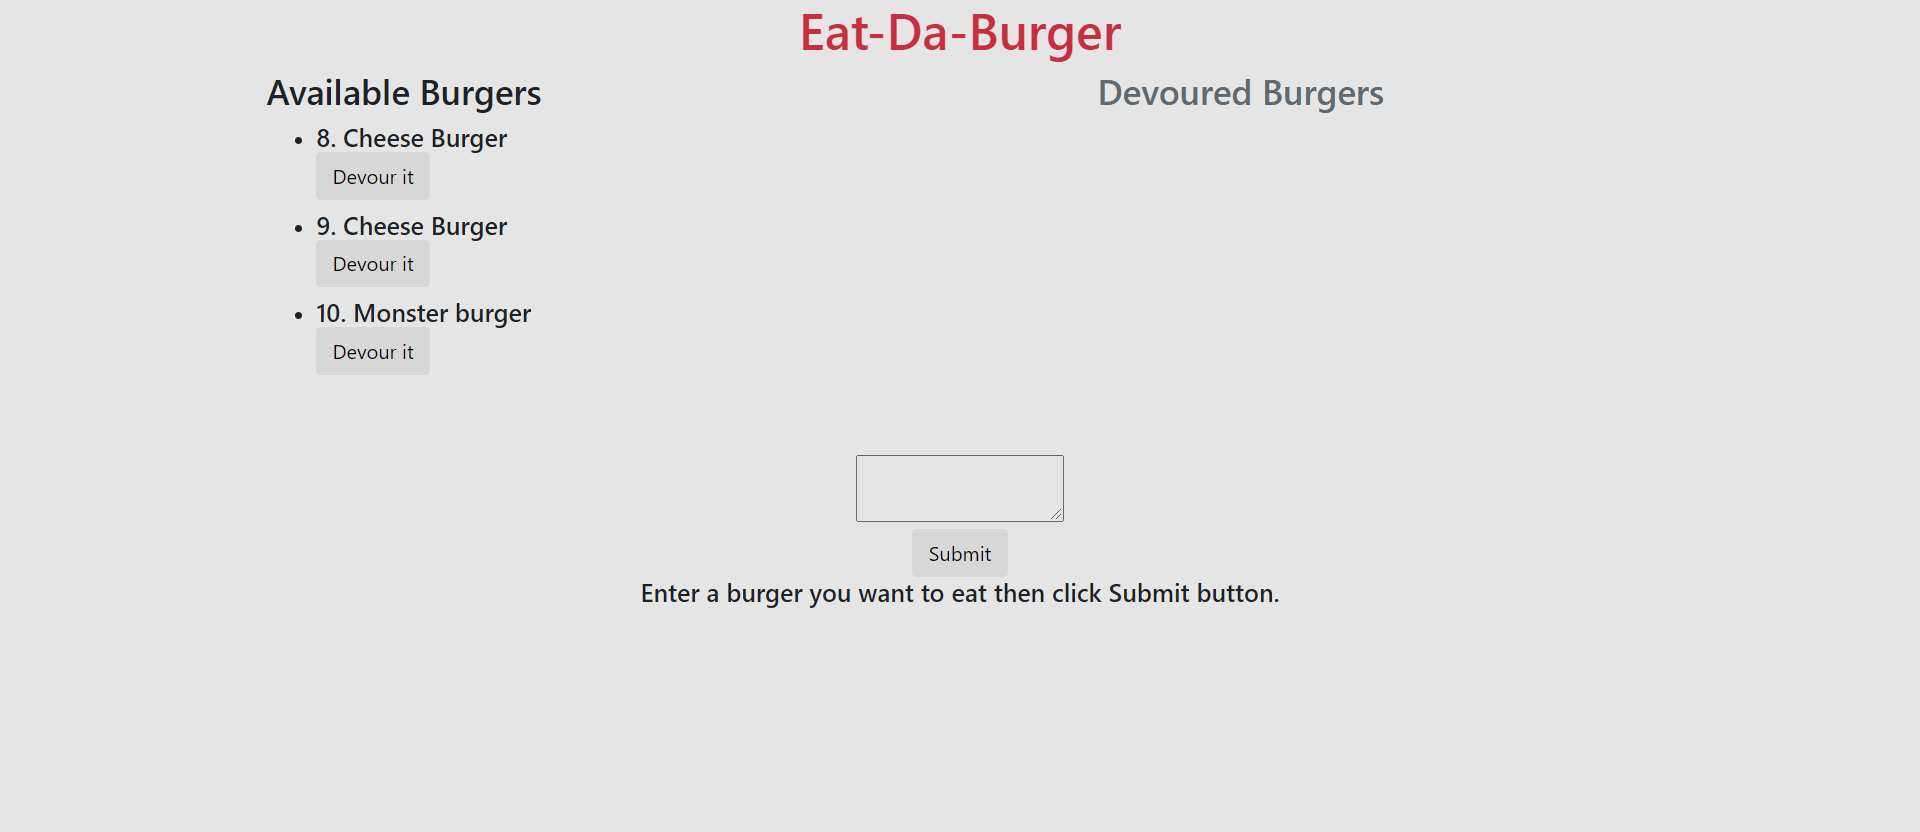 Eat-Da-Burger
Available Burgers
8. Cheese Burger
Devour it
9. Cheese Burger
Devour it
10. Monster burger
Devour it
Devoured Burgers
Submit
Enter a burger you want to eat then click Submit button.